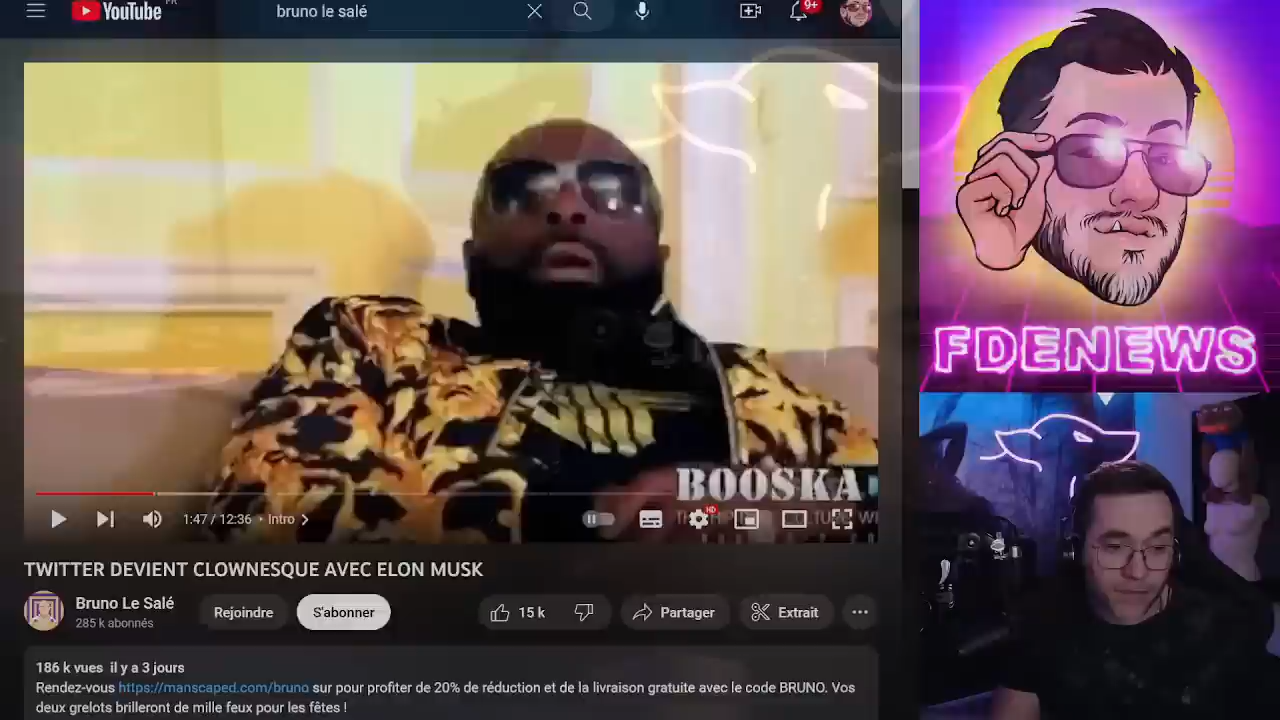 YouTube FR
bruno le salé
9+
BOOSKA
1:47 / 12:36 • Intro
HD
TWITTER DEVIENT CLOWNESQUE AVEC ELON MUSK
Bruno Le Salé
285 k abonnés
Rejoindre
S'abonner
15 k
Partager
Extrait
186 k vues il y a 3 jours
Rendez-vous https://manscaped.com/bruno sur pour profiter de 20% de réduction et de la livraison gratuite avec le code BRUNO. Vos
deux grelots brilleront de mille feux pour les fêtes !
FDENEWS